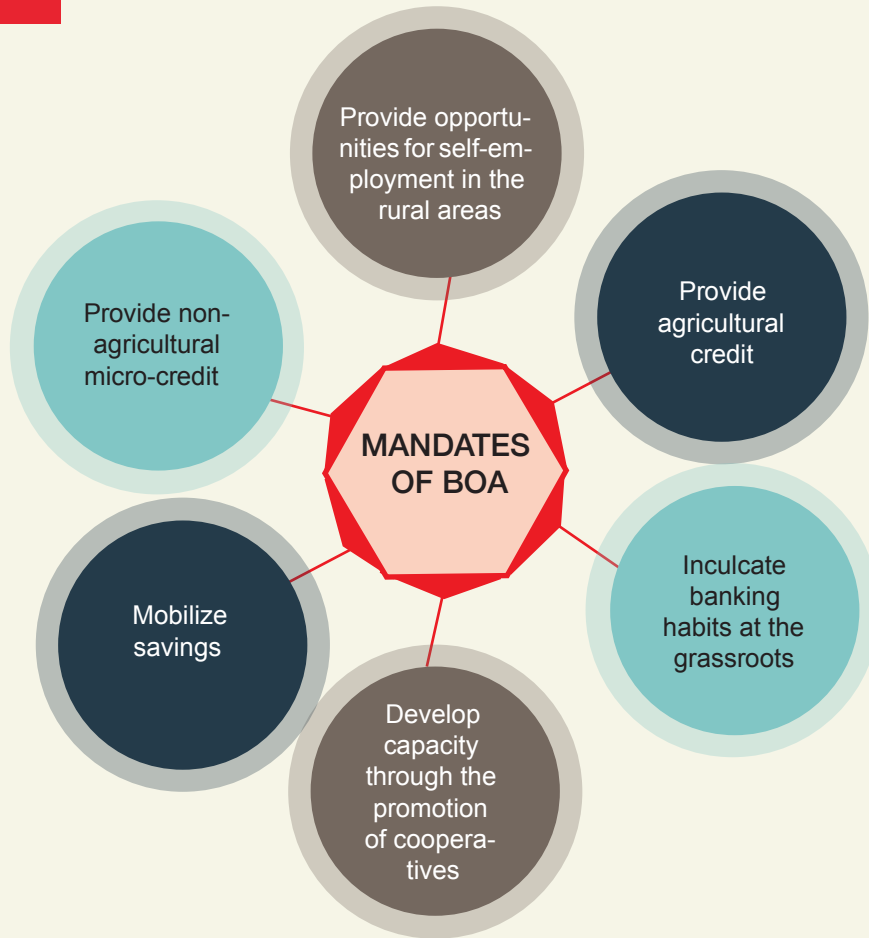 Provide opportu-
nities for self-em-
ployment in the
rural areas
Provide
agricultural
credit
Provide non-
agricultural
micro-credit
MANDATES
OF BOA
Inculcate
banking
habits at the
grassroots
Mobilize
savings
Develop
capacity
through the
promotion
of coopera-
tives